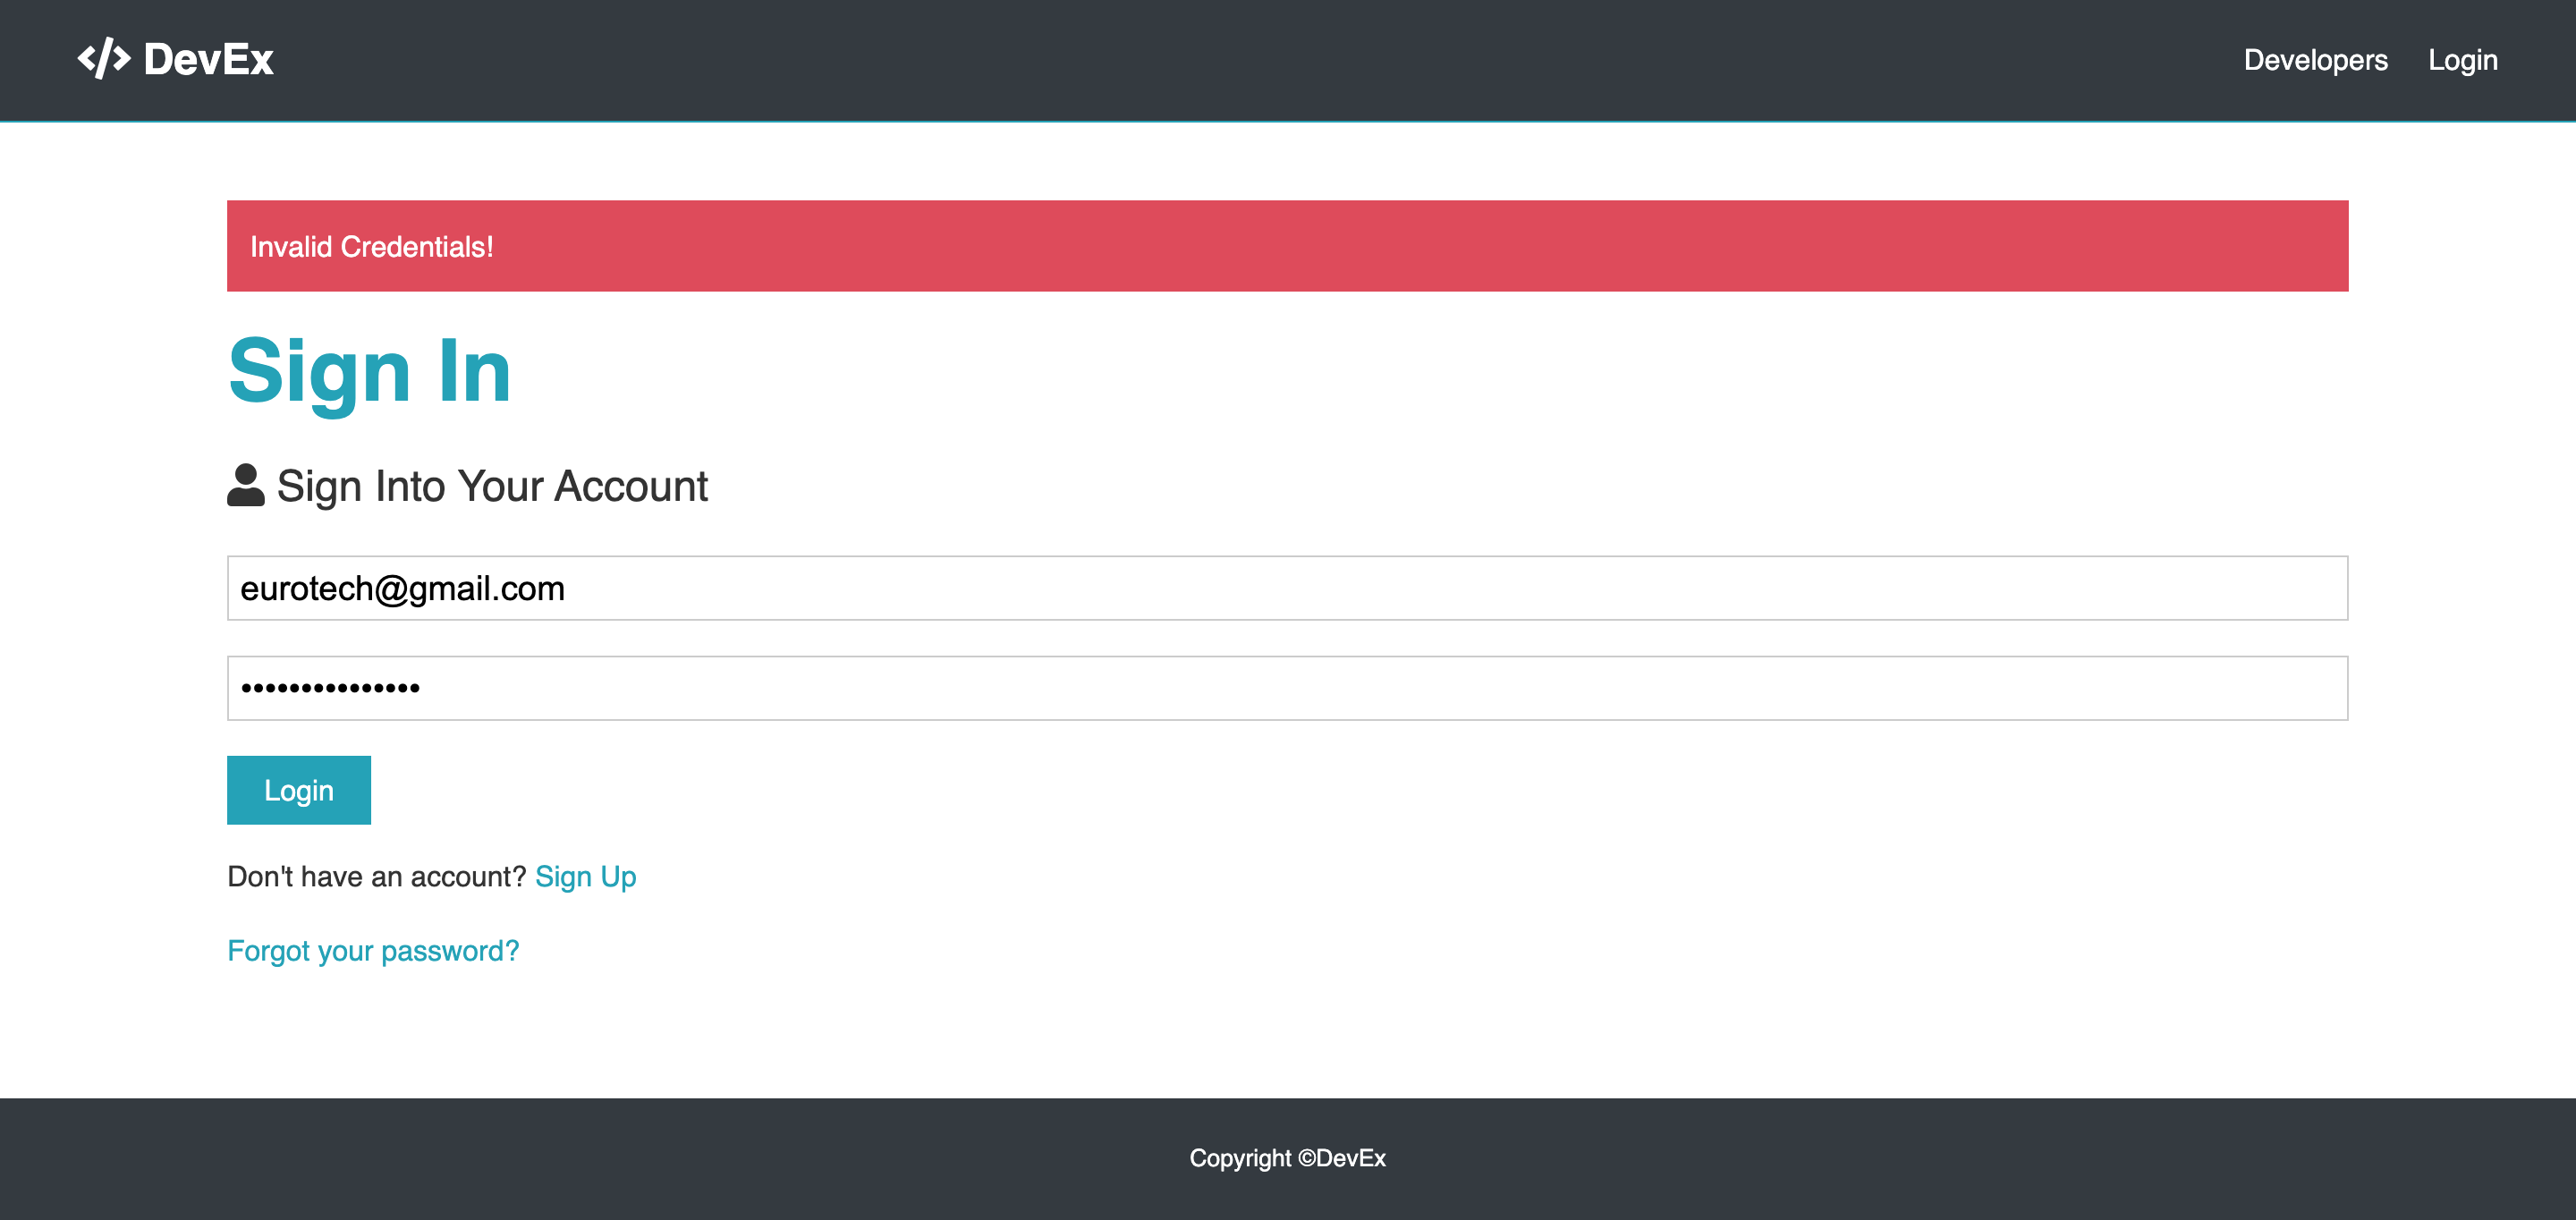 </> DevEx
Developers Login
Invalid Credentials!
Sign In
Sign Into Your Account
eurotech@gmail.com
•••••••••••••••
Login
Don't have an account? Sign Up
Forgot your password?
Copyright ©DevEx